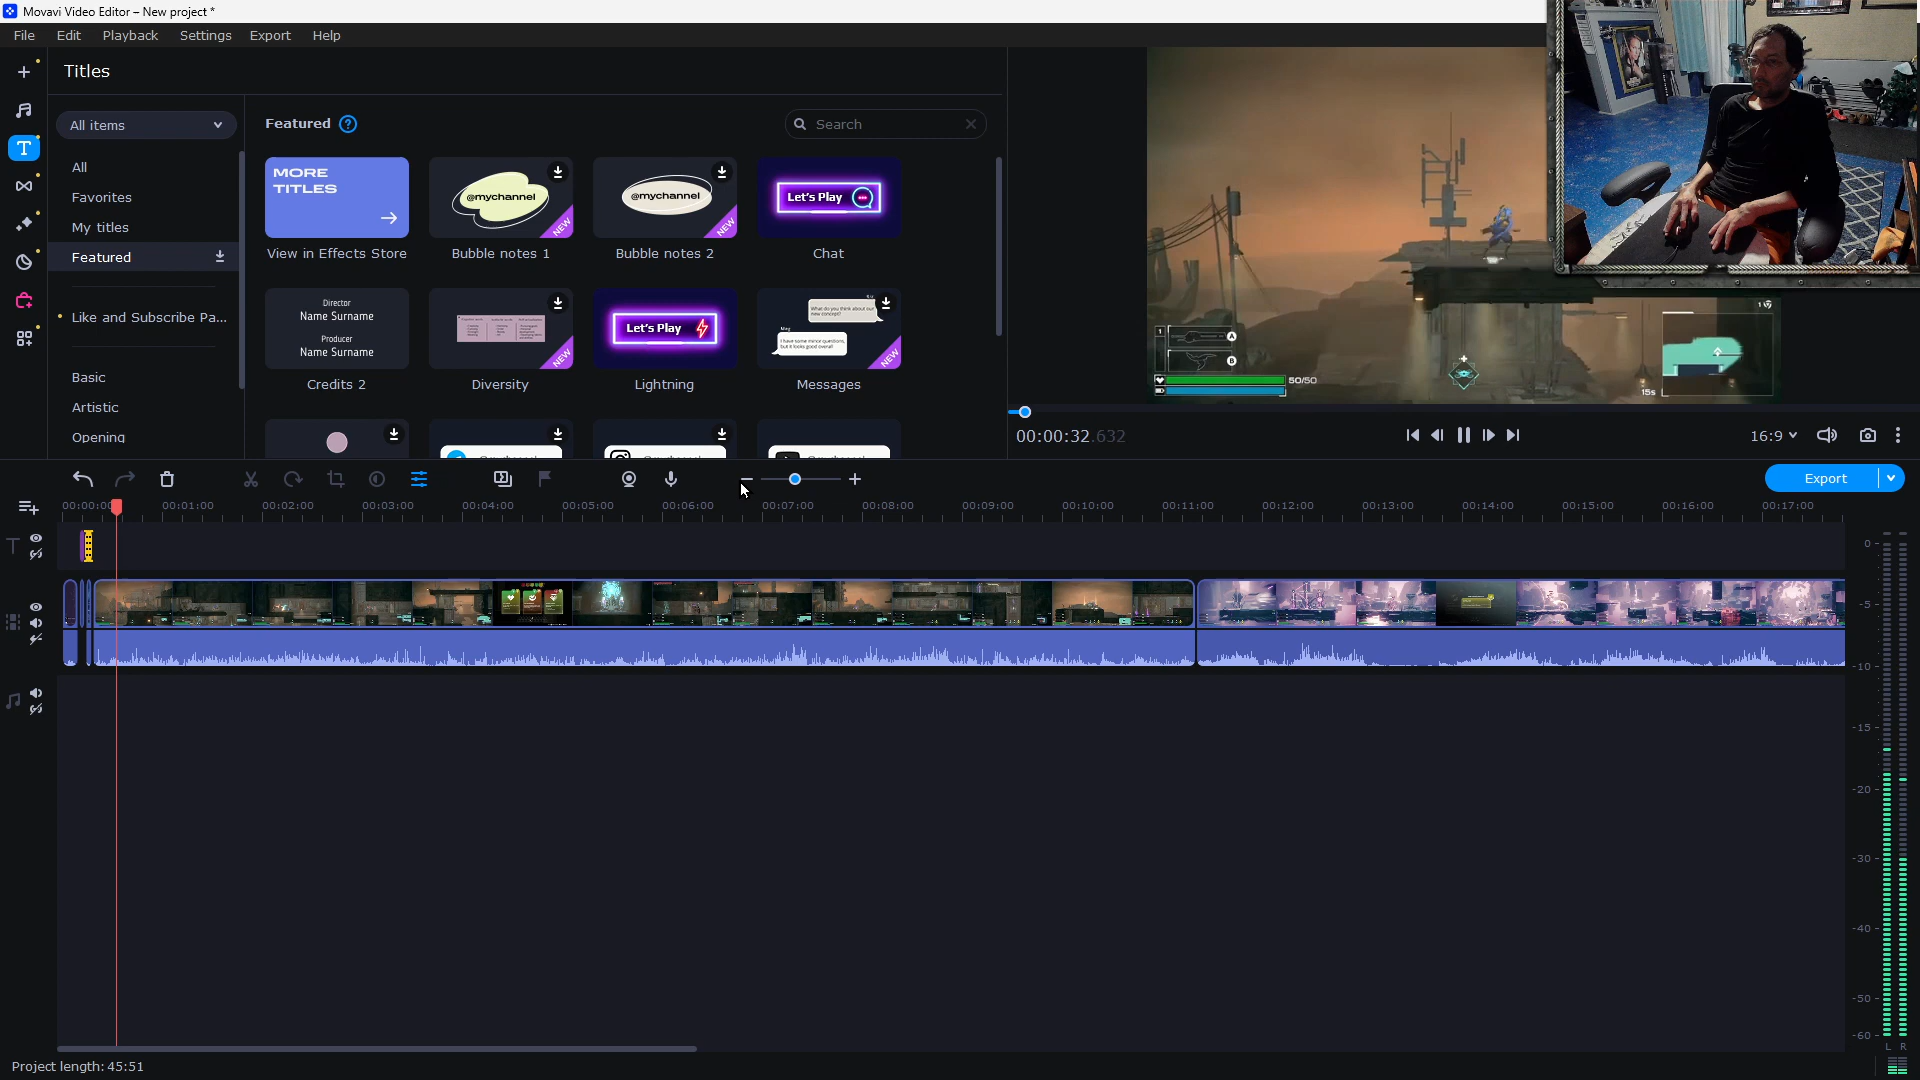 Movavi Video Editor – New project *
File Edit Playback Settings Export Help
Titles
All items
All
Favorites
My titles
Featured
Like and Subscribe Pa...
Basic
Artistic
Opening
Featured ?
Search
MORE
TITLES
View in Effects Store
@mychannel
NEW
Bubble notes 1
@mychannel
NEW
Bubble notes 2
Let's Play
Chat
Director
Name Surname
Producer
Name Surname
Credits 2
NEW
Diversity
Let's Play
Lightning
NEW
Messages
1
A
B
50/50
15s
00:00:32.632
16:9
Export
00:00:00 00:01:00 00:02:00 00:03:00 00:04:00 00:05:00 00:06:00 00:07:00 00:08:00 00:09:00 00:10:00 00:11:00 00:12:00 00:13:00 00:14:00 00:15:00 00:16:00 00:17:00
0
-5
-10
-15
-20
-30
-40
-50
-60
L R
Project length: 45:51